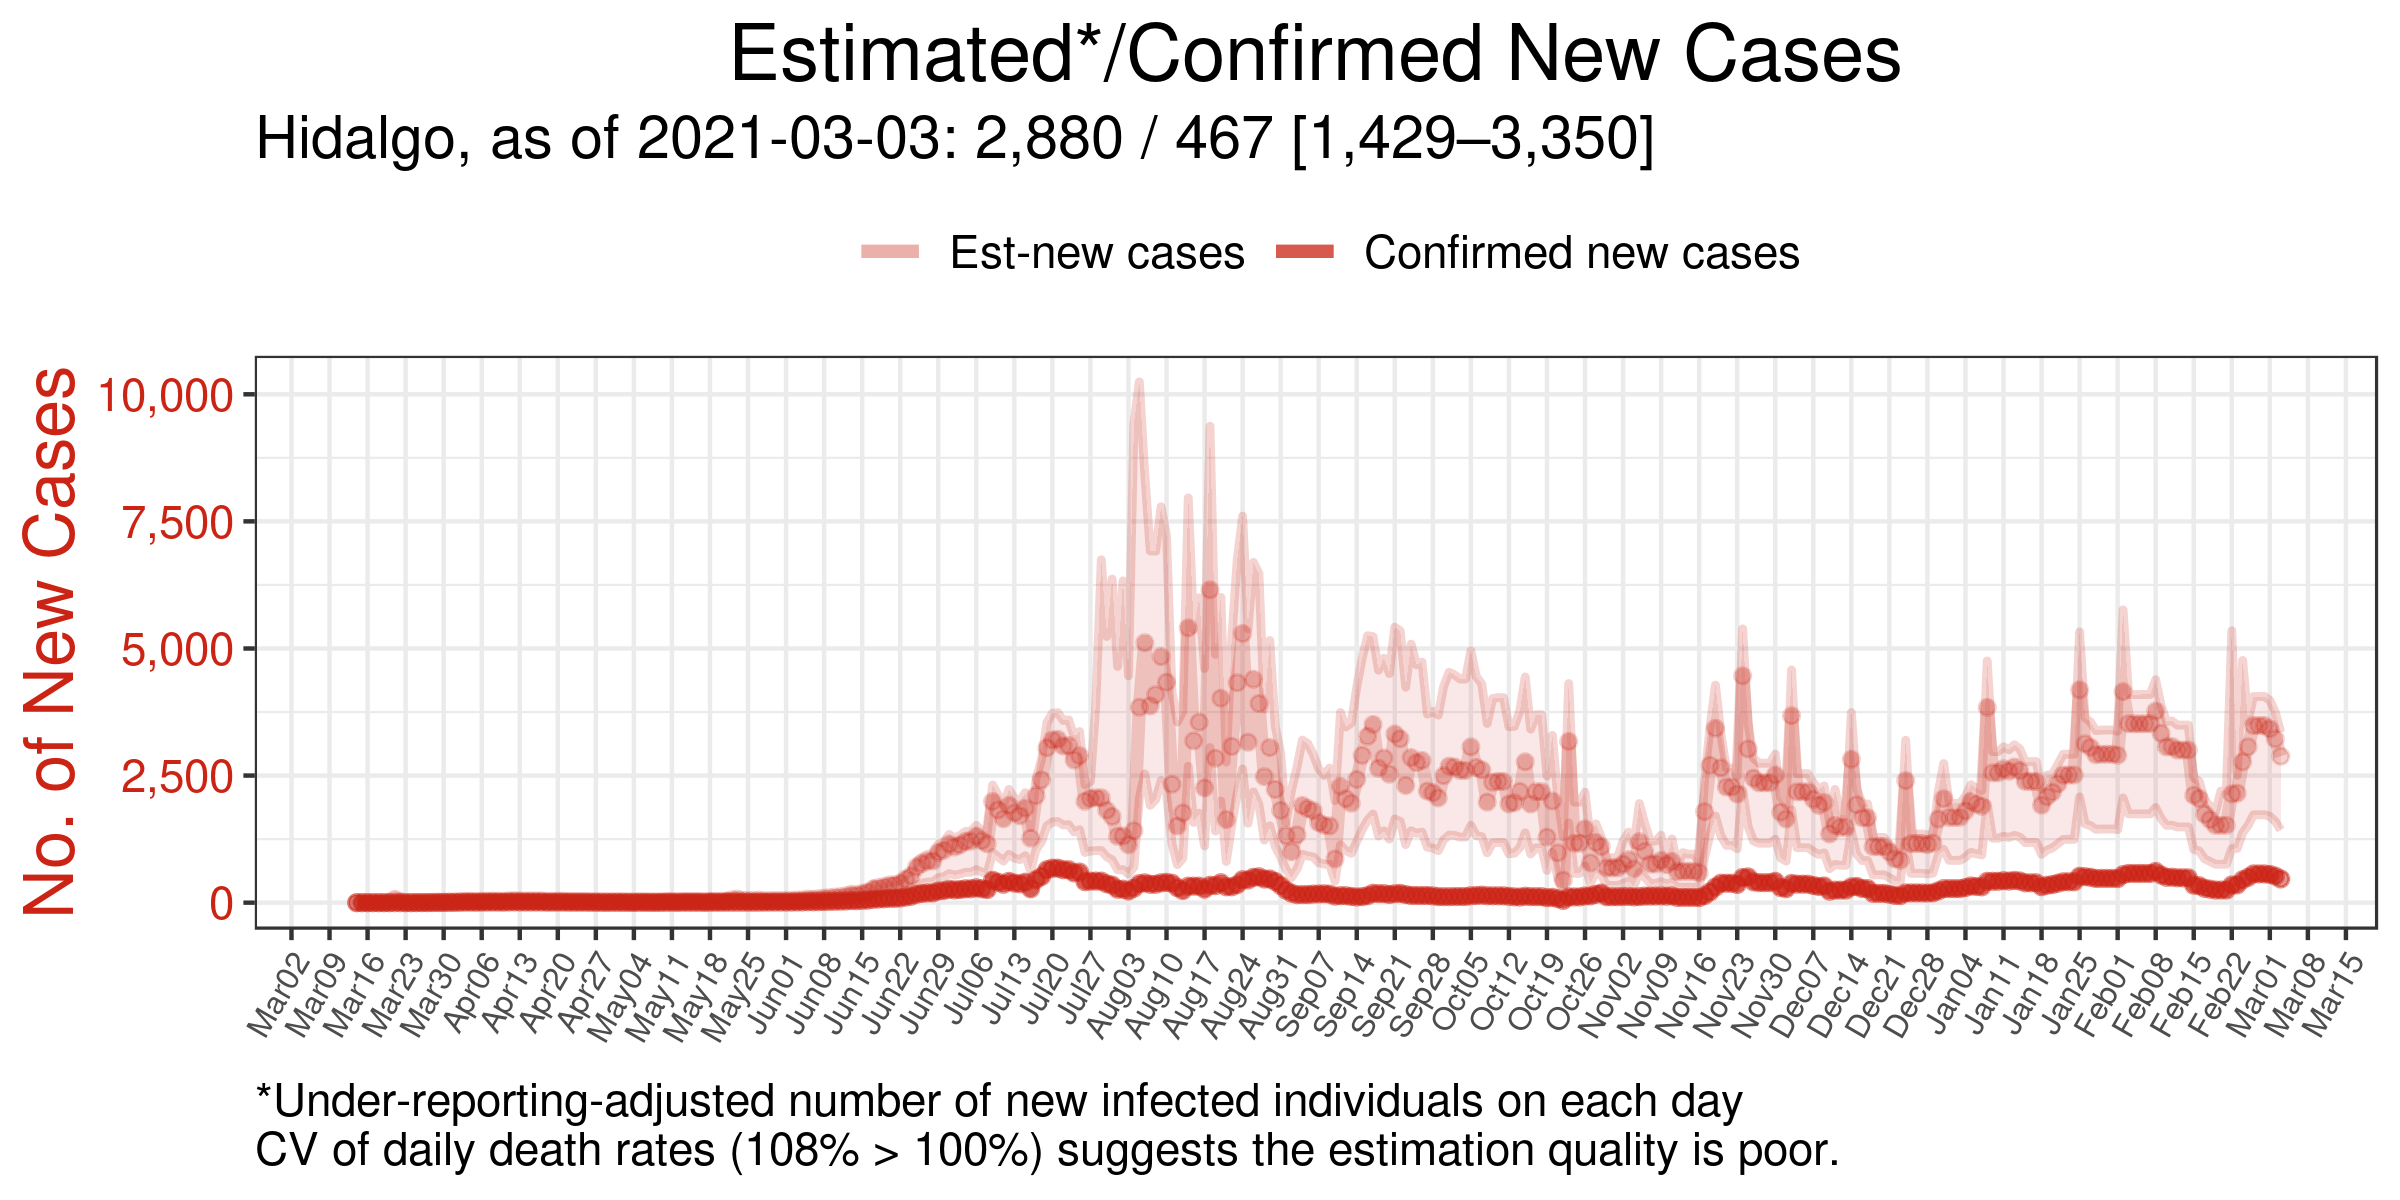 Estimated*/Confirmed New Cases
Hidalgo, as of 2021-03-03: 2,880 / 467 [1,429–3,350]
Est-new cases Confirmed new cases
No. of New Cases
10,000
7,500
5,000
2,500
0
Mar02 Mar09 Mar16 Mar23 Mar30 Apr06 Apr13 Apr20 Apr27 May04 May11 May18 May25 Jun01 Jun08 Jun15 Jun22 Jun29 Jul06 Jul13 Jul20 Jul27 Aug03 Aug10 Aug17 Aug24 Aug31 Sep07 Sep14 Sep21 Sep28 Oct05 Oct12 Oct19 Oct26 Nov02 Nov09 Nov16 Nov23 Nov30 Dec07 Dec14 Dec21 Dec28 Jan04 Jan11 Jan18 Jan25 Feb01 Feb08 Feb15 Feb22 Mar01 Mar08 Mar15
*Under-reporting-adjusted number of new infected individuals on each day
CV of daily death rates (108% > 100%) suggests the estimation quality is poor.